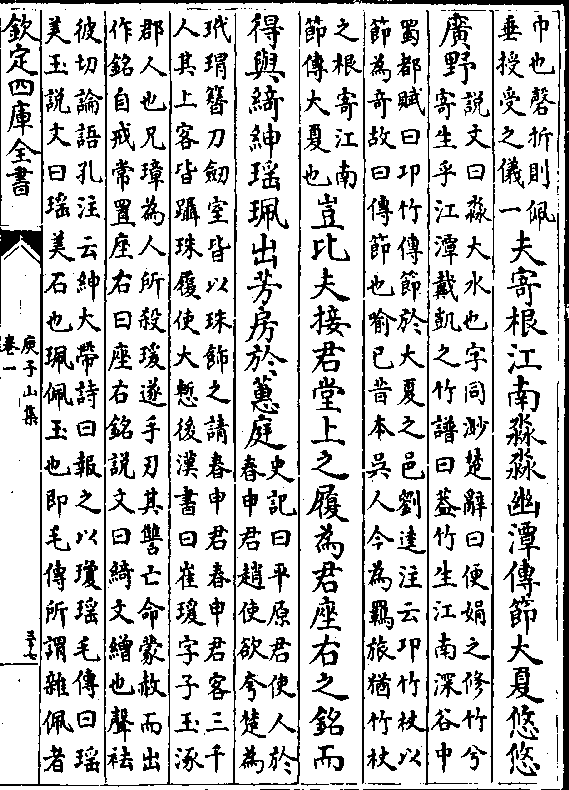 巾也磬折則佩
垂授受之儀一
夫寄根江南淼淼幽潭傳節大夏悠悠
廣野
說文曰淼大水也字同渺楚辭曰便娟之修竹兮
寄生乎江潭戴凱之竹譜曰蓋竹生江南深谷中
蜀都賦曰卭竹傳節於大夏之邑劉逵注云卭竹杖以
節為奇故曰傳節也喻已昔本吳人今為羈旅猶竹杖
之根寄江南
節傳大夏也
豈比夫接君堂上之履為君座右之銘而
得與綺紳瑶珮出芳房於蕙庭
史記曰平原君使人於
春申君趙使欲夸楚為
玳瑁簪刀劒室皆以珠飾之請春申君春申君客三千
人其上客皆躡珠履使大慙後漢書曰崔瑗字子玉涿
郡人也兄璋為人所殺瑗遂手刃其讐亡命蒙赦而出
作銘自戒常置座右曰座右銘說文曰綺文繒也聲祛
彼切論語孔注云紳大帶詩曰報之以瓊瑶毛傳曰瑶
美玉說文曰瑶美石也珮佩玉也即毛傳所謂雜佩者
欽定四庫全書
庾子山集
卷一
五十七